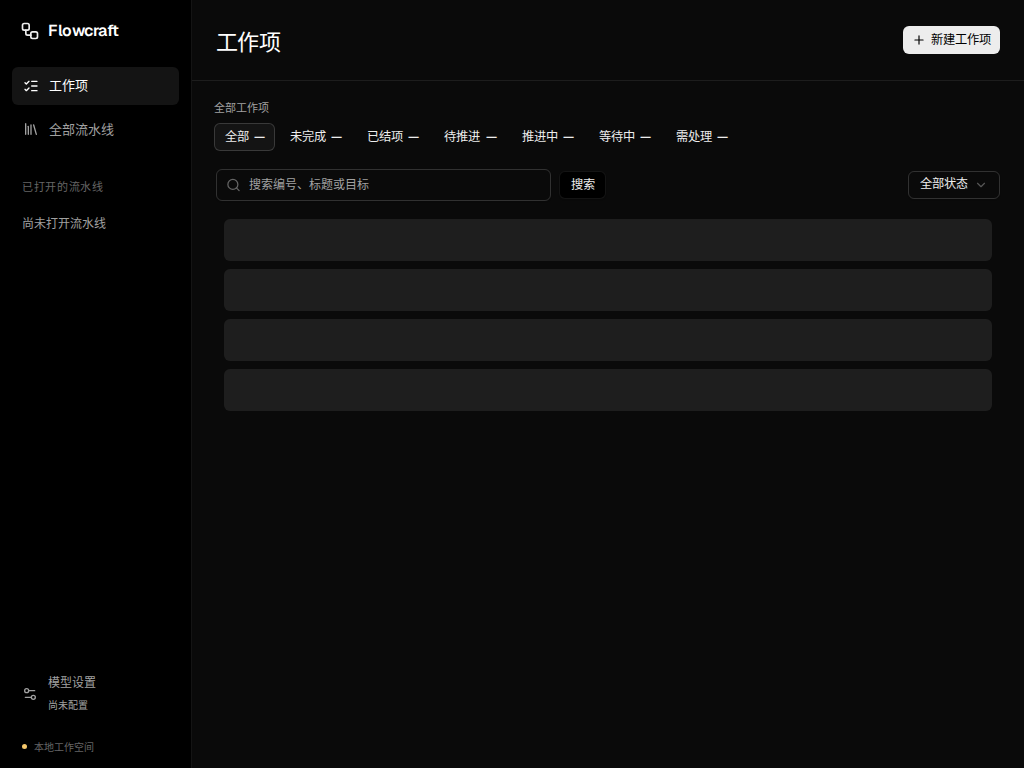 Flowcraft
工作项
全部流水线
已打开的流水线
尚未打开流水线
模型设置
尚未配置
本地工作空间
工作项
新建工作项
全部工作项
全部 — 未完成 — 已结项 — 待推进 — 推进中 — 等待中 — 需处理 —
搜索编号、标题或目标 搜索 全部状态